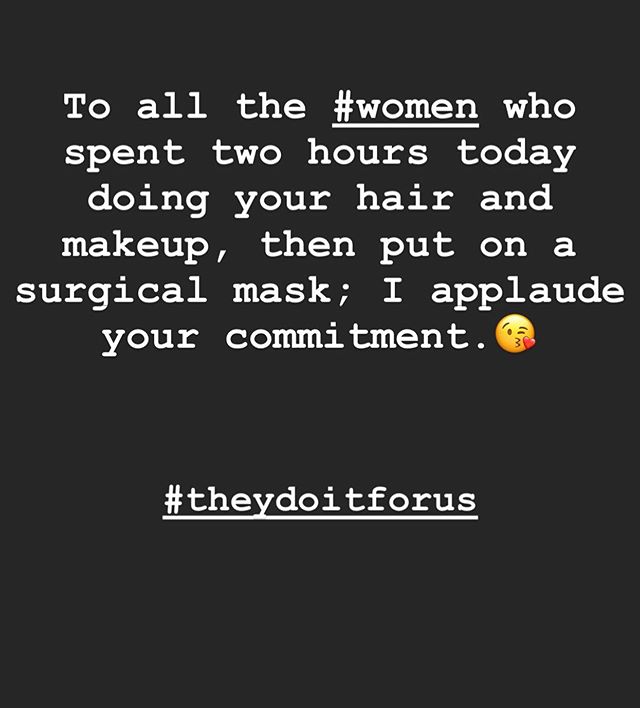 To all the #women who
spent two hours today
doing your hair and
makeup, then put on a
surgical mask; I applaude
your commitment.😘
#theydoitforus